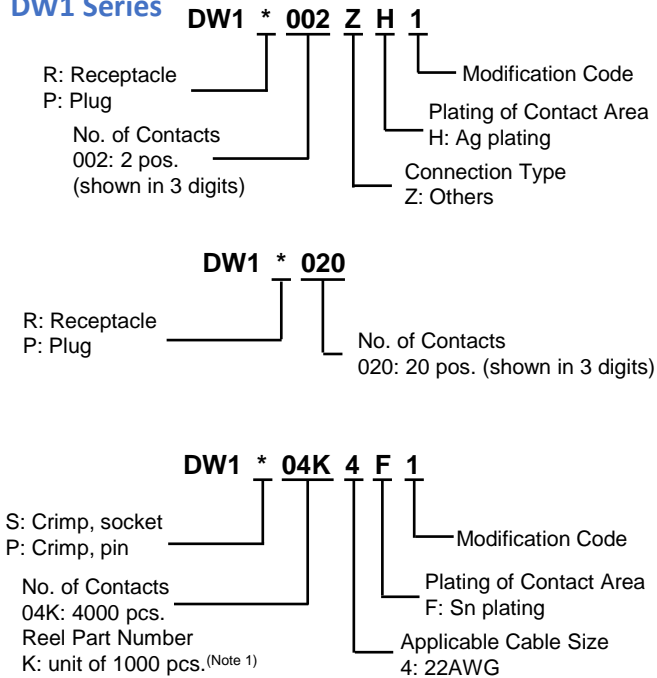 DW1 Series
DW1 * 002 Z H 1
R: Receptacle
P: Plug
No. of Contacts
002: 2 pos.
(shown in 3 digits)
Modification Code
Plating of Contact Area
H: Ag plating
Connection Type
Z: Others
DW1 * 020
R: Receptacle
P: Plug
No. of Contacts
020: 20 pos. (shown in 3 digits)
DW1 * 04K 4 F 1
S: Crimp, socket
P: Crimp, pin
No. of Contacts
04K: 4000 pcs.
Reel Part Number
K: unit of 1000 pcs.(Note 1)
Modification Code
Plating of Contact Area
F: Sn plating
Applicable Cable Size
4: 22AWG